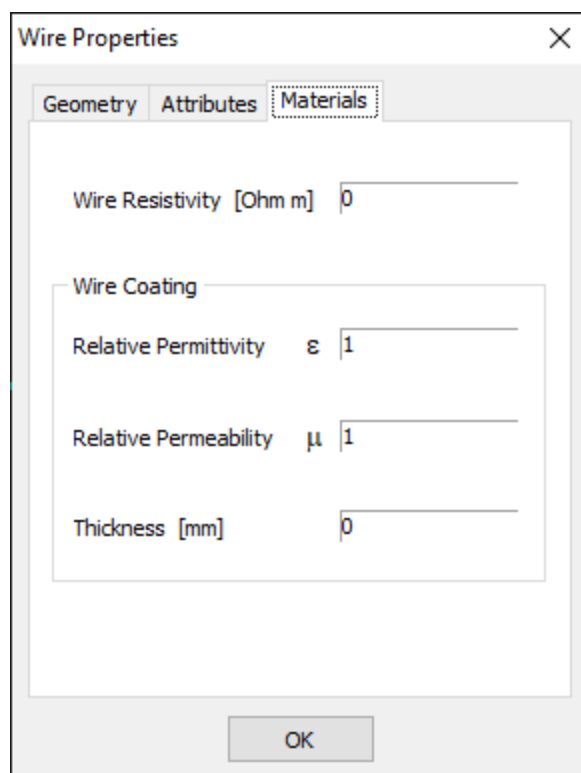 Wire Properties
Geometry Attributes Materials
Wire Resistivity [Ohm m] 0
Wire Coating
Relative Permittivity ε 1
Relative Permeability μ 1
Thickness [mm] 0
OK